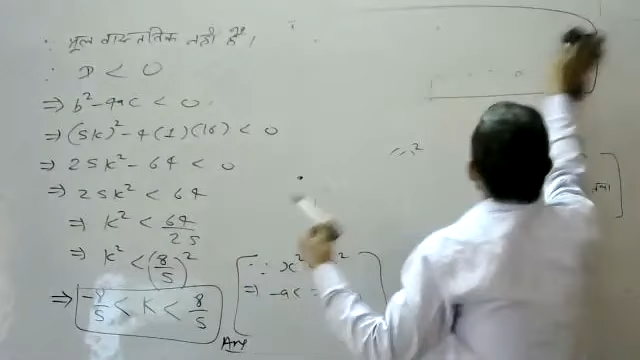 ∵ मूल वास्तविक नहीं हैं।
∴ D < 0
⇒ b² - 4ac < 0
⇒ (5k)² - 4(1)(16) < 0
⇒ 25k² - 64 < 0
⇒ 25k² < 64
⇒ k² < 64/25
⇒ k² < (8/5)²
⇒ -8/5 < k < 8/5
Ans
∵ x²
⇒ -a<